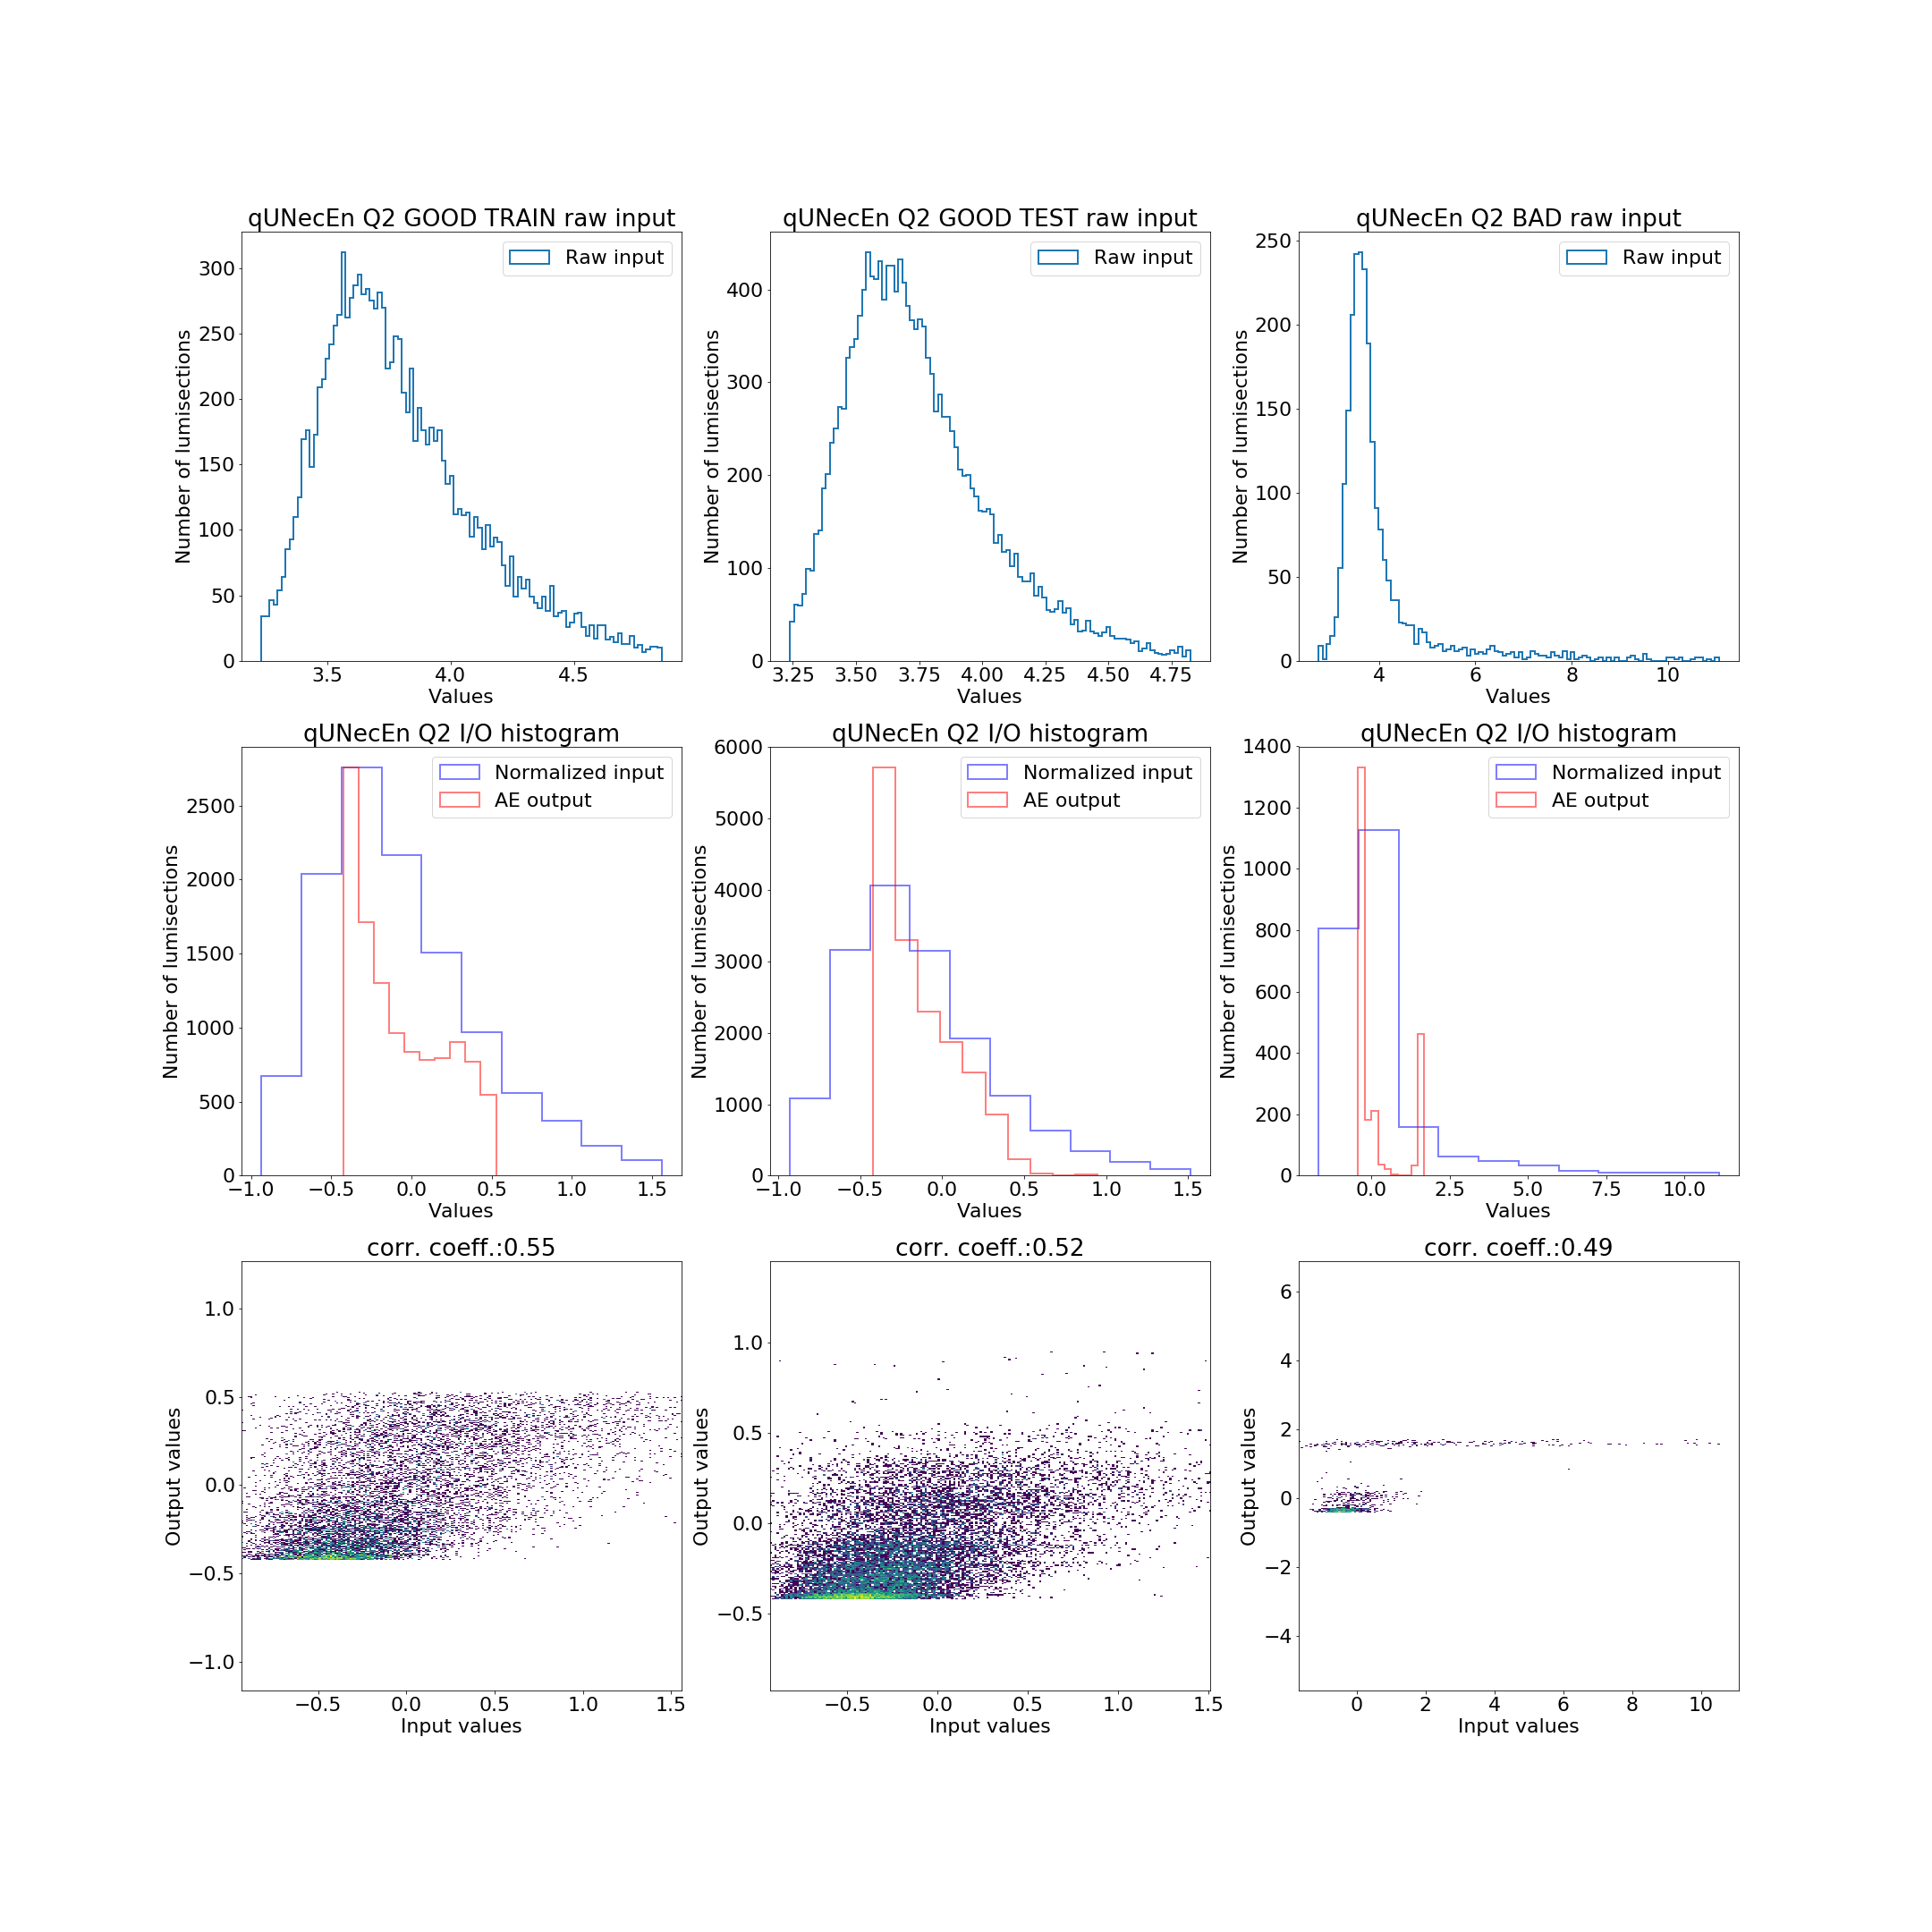 qUNecEn Q2 GOOD TRAIN raw input
Raw input
Number of lumisections
300
250
200
150
100
50
0
3.5 4.0 4.5
Values
qUNecEn Q2 GOOD TEST raw input
Raw input
Number of lumisections
400
300
200
100
0
3.25 3.50 3.75 4.00 4.25 4.50 4.75
Values
qUNecEn Q2 BAD raw input
Raw input
Number of lumisections
250
200
150
100
50
0
4 6 8 10
Values
qUNecEn Q2 I/O histogram
Normalized input
AE output
Number of lumisections
2500
2000
1500
1000
500
0
−1.0 −0.5 0.0 0.5 1.0 1.5
Values
qUNecEn Q2 I/O histogram
Normalized input
AE output
Number of lumisections
6000
5000
4000
3000
2000
1000
0
−1.0 −0.5 0.0 0.5 1.0 1.5
Values
qUNecEn Q2 I/O histogram
Normalized input
AE output
Number of lumisections
1400
1200
1000
800
600
400
200
0
0.0 2.5 5.0 7.5 10.0
Values
corr. coeff.:0.55
Output values
1.0
0.5
0.0
−0.5
−1.0
−0.5 0.0 0.5 1.0 1.5
Input values
corr. coeff.:0.52
Output values
1.0
0.5
0.0
−0.5
−0.5 0.0 0.5 1.0 1.5
Input values
corr. coeff.:0.49
Output values
6
4
2
0
−2
−4
0 2 4 6 8 10
Input values